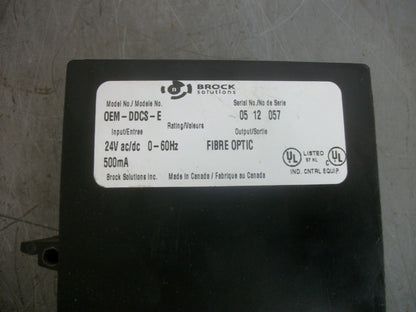 BROCK
solutions
Model No./Modele No.
Serial No./No de Serie
OEM-DDCS-E
05 12 057
Rating/Valeurs
Input/Entree
Output/Sortie
24V ac/dc 0-60Hz
FIBRE OPTIC
500mA
UL LISTED UL
IND. CNTRL EQUIP
Brock Solutions Inc.
Made in Canada / Fabrique au Canada